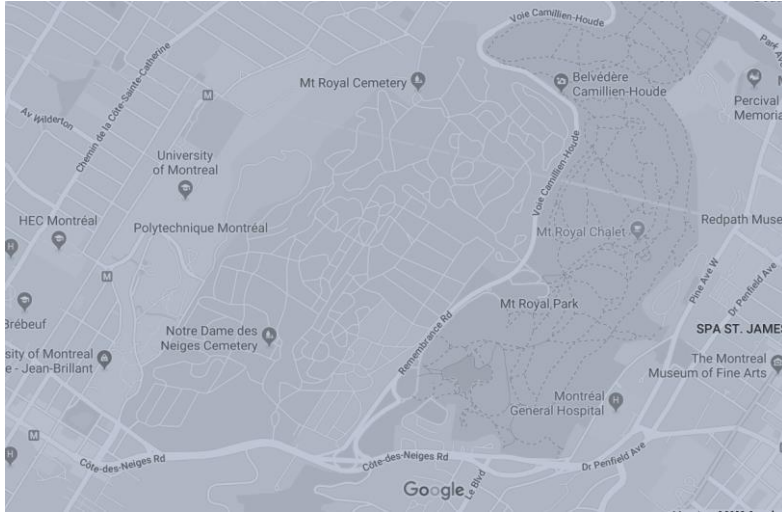 Voie Camillien-Houde
Park Ave
Mt Royal Cemetery
Belvédère
Camillien-Houde
Percival
Memoria
Chemin de la Côte-Sainte-Catherine
M
Av Wilderton
University
of Montreal
Voie Camillien-Houde
HEC Montréal
Polytechnique Montréal
Mt Royal Chalet
Redpath Muse
H
M
Pine Ave W
Dr Penfield Ave
Brébeuf
Mt Royal Park
Notre Dame des
Neiges Cemetery
Remembrance Rd
SPA ST. JAMES
sity of Montreal
e - Jean-Brillant
The Montreal
Museum of Fine Arts
Montréal
General Hospital
H
M
H
Côte-des-Neiges Rd
Côte-des-Neiges Rd
Dr Penfield Ave
Le Blvd
Google